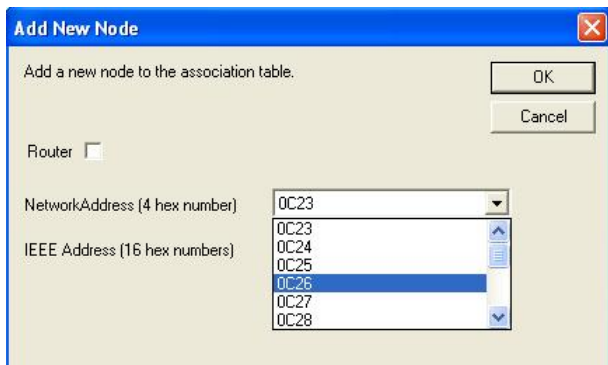 Add New Node
Add a new node to the association table.
OK
Cancel
Router
NetworkAddress (4 hex number)
0C23
0C23
0C24
IEEE Address (16 hex numbers)
0C25
0C26
0C27
0C28